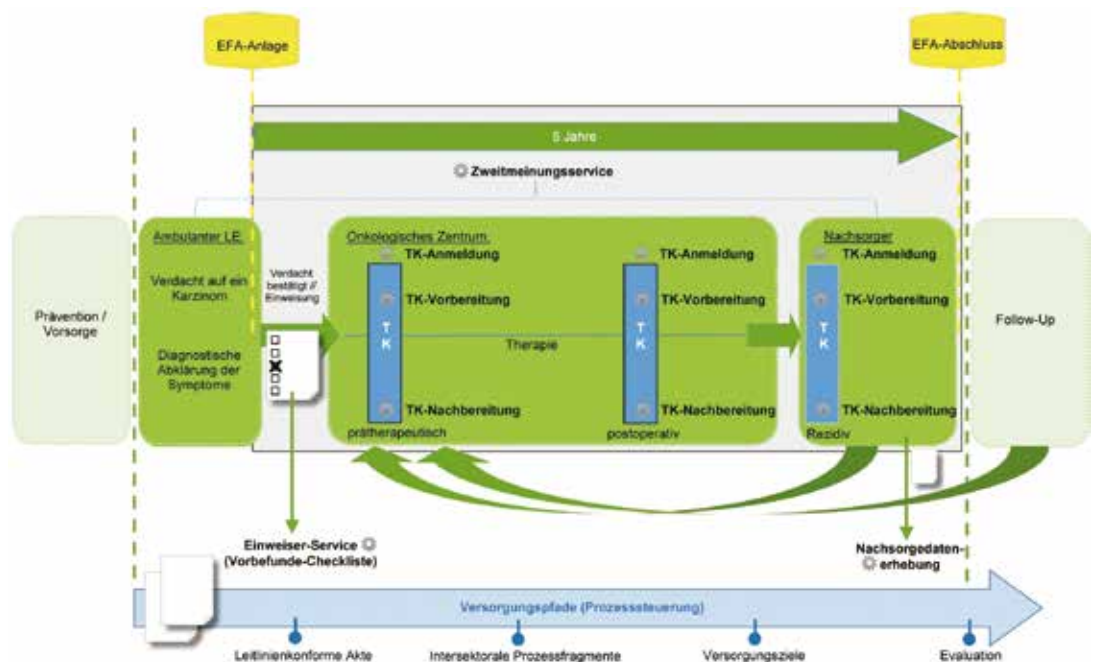 EFA-Anlage
EFA-Abschluss
5 Jahre
Zweitmeinungsservice
Prävention /
Vorsorge
Ambulanter LE:
Verdacht auf ein
Karzinom
Diagnostische
Abklärung der
Symptome
Verdacht
bestätigt //
Einweisung
Onkologisches Zentrum:
TK-Anmeldung
TK-Vorbereitung
TK
TK-Nachbereitung
prätherapeutisch
Therapie
TK-Anmeldung
TK-Vorbereitung
TK
TK-Nachbereitung
postoperativ
Nachsorger
TK-Anmeldung
TK-Vorbereitung
TK
TK-Nachbereitung
Rezidiv
Follow-Up
Einweiser-Service
(Vorbefunde-Checkliste)
Nachsorgedaten-
erhebung
Versorgungspfade (Prozesssteuerung)
Leitlinienkonforme Akte
Intersektorale Prozessfragmente
Versorgungsziele
Evaluation